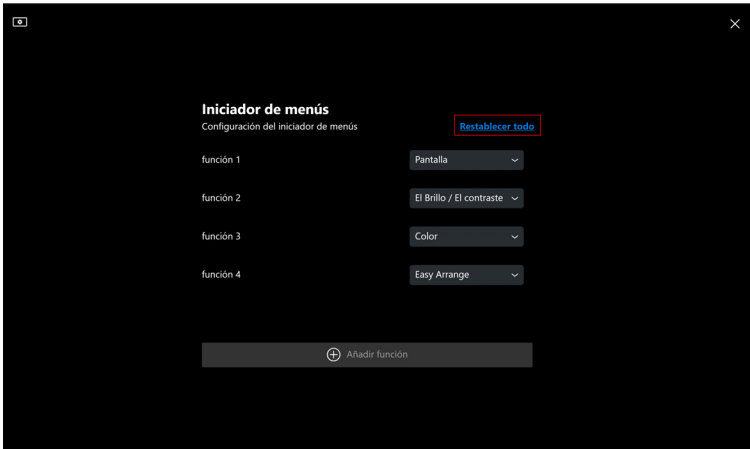 Iniciador de menús
Configuración del iniciador de menús
Restablecer todo
función 1
Pantalla
función 2
El Brillo / El contraste
función 3
Color
función 4
Easy Arrange
Añadir función